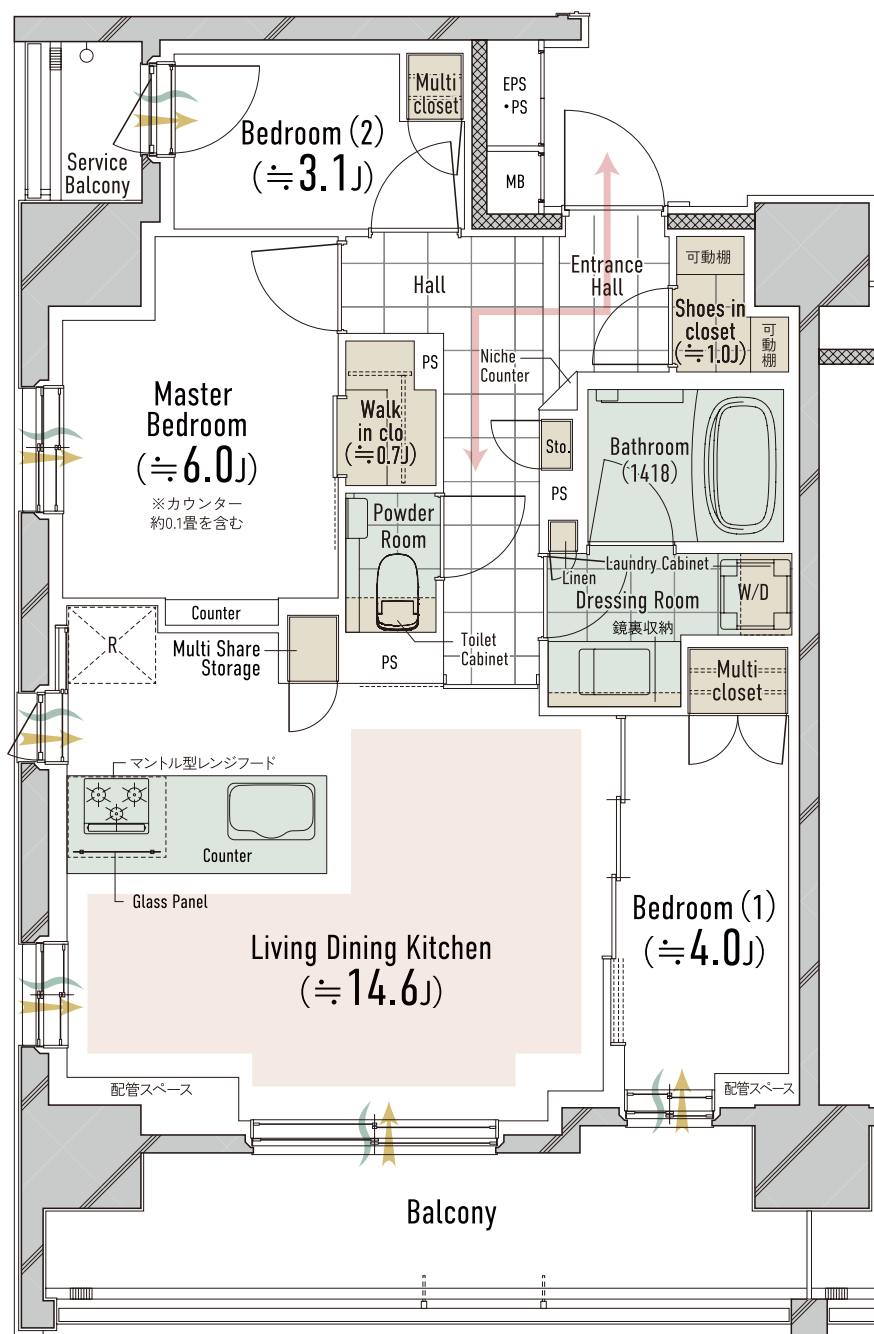 Multi
closet
EPS
・PS
Bedroom (2)
(≒3.1J)
Service
Balcony
MB
Hall
Entrance
Hall
可動棚
Shoes in
closet
(≒1.0J)
可動棚
PS
Niche
Counter
Master
Bedroom
(≒6.0J)
※カウンター
約0.1畳を含む
Walk
in clo
(≒0.7J)
Sto.
Bathroom
(1418)
PS
Powder
Room
Laundry Cabinet
Linen
W/D
Dressing Room
鏡裏収納
Counter
R
Multi Share
Storage
PS
Toilet
Cabinet
Multi
closet
マントル型レンジフード
Counter
Glass Panel
Bedroom (1)
(≒4.0J)
Living Dining Kitchen
(≒14.6J)
配管スペース
配管スペース
Balcony